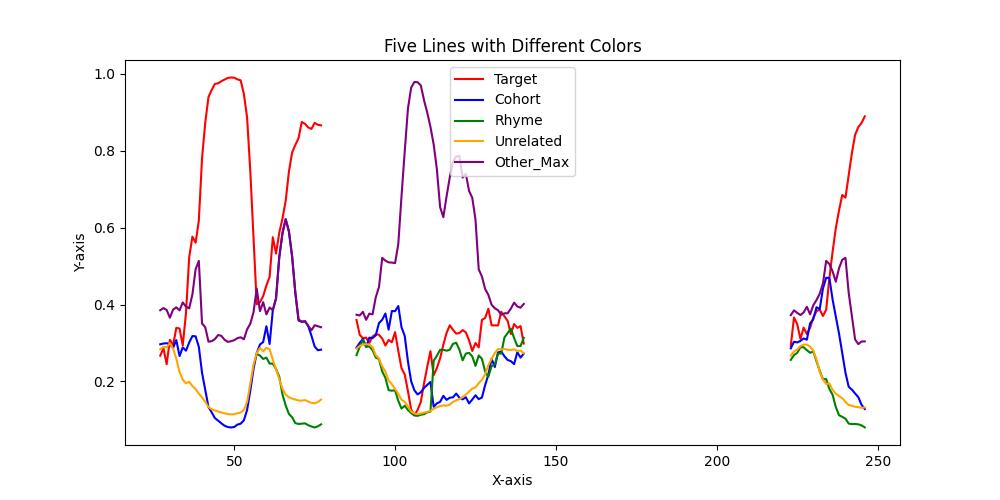 Five Lines with Different Colors
Target
Cohort
Rhyme
Unrelated
Other_Max
1.0
0.8
0.6
0.4
0.2
Y-axis
50
100
150
200
250
X-axis